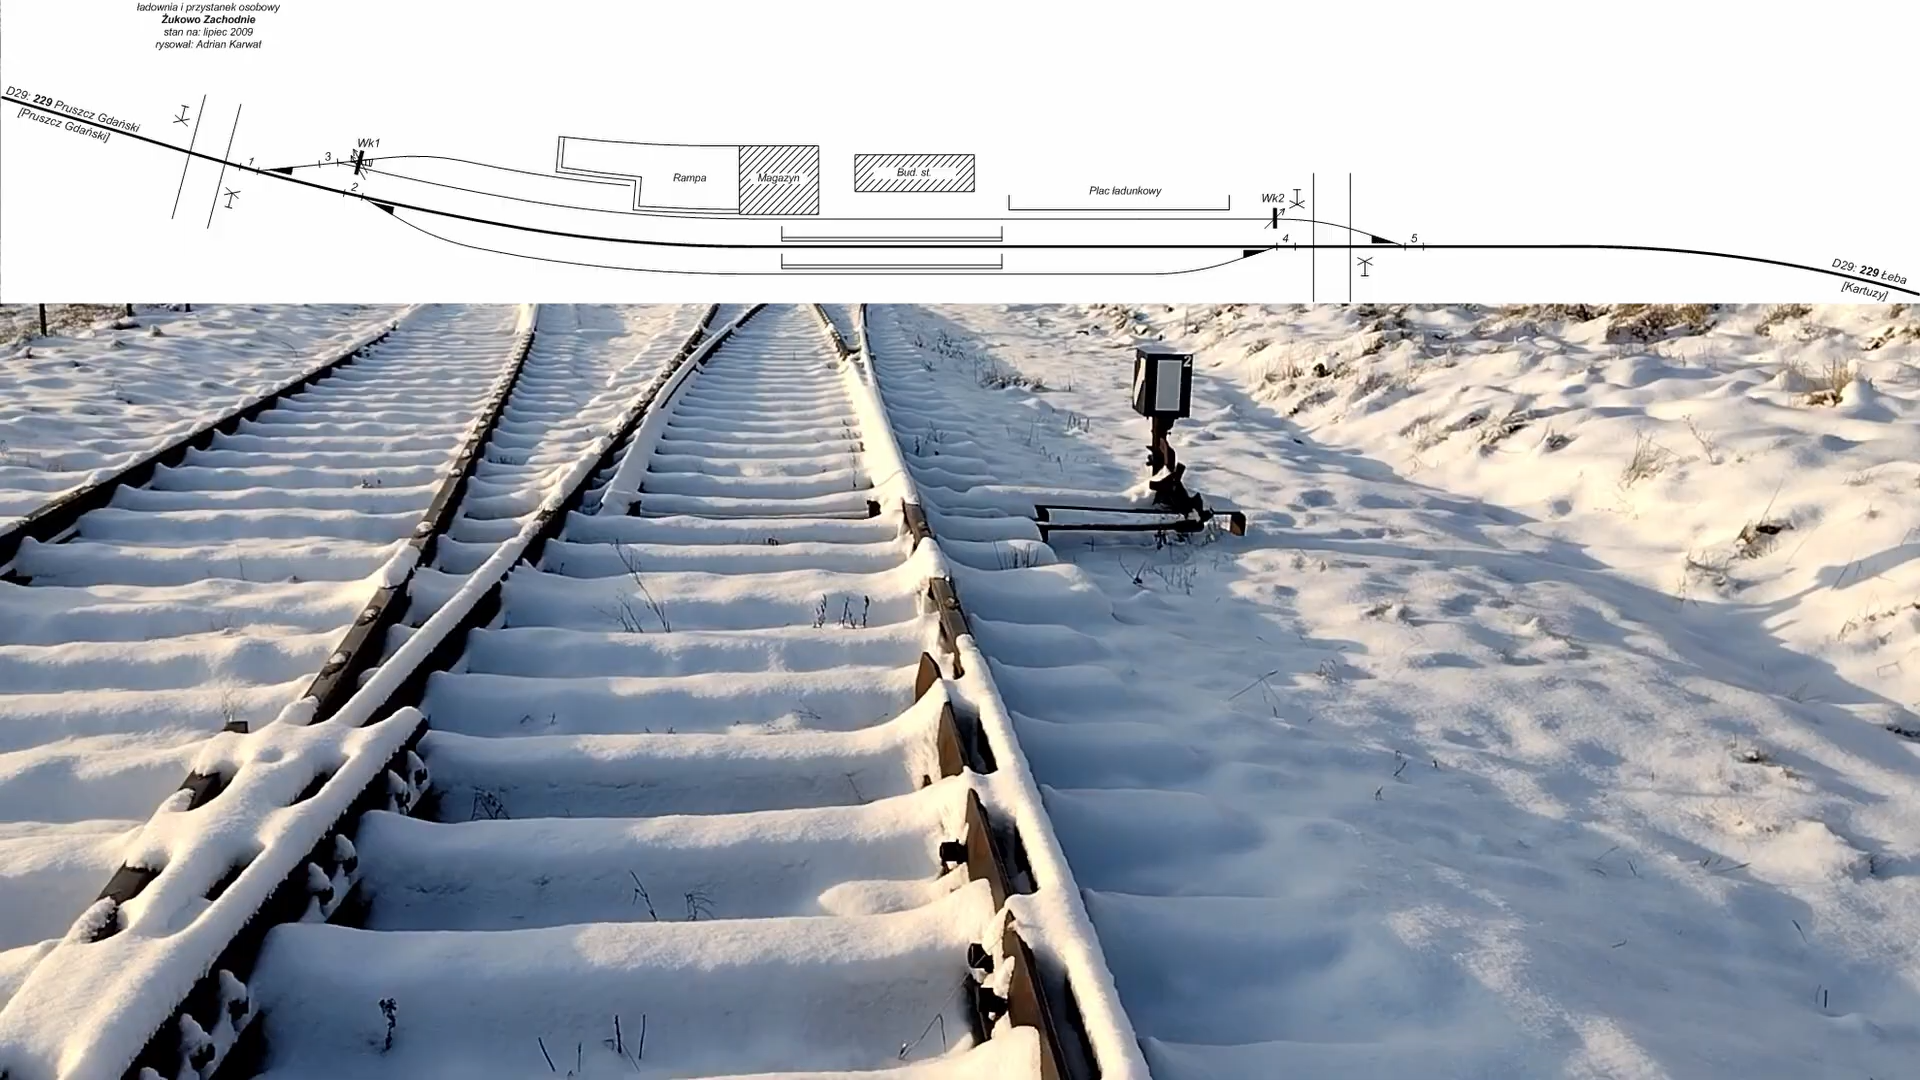 ładownia i przystanek osobowy
Żukowo Zachodnie
stan na: lipiec 2009
rysował: Adrian Karwat
D29: 229 Pruszcz Gdański
[Pruszcz Gdański]
1
3
Wk1
2
Rampa
Magazyn
Bud. st.
Plac ładunkowy
Wk2
4
5
D29: 229 Łeba
[Kartuzy]
2